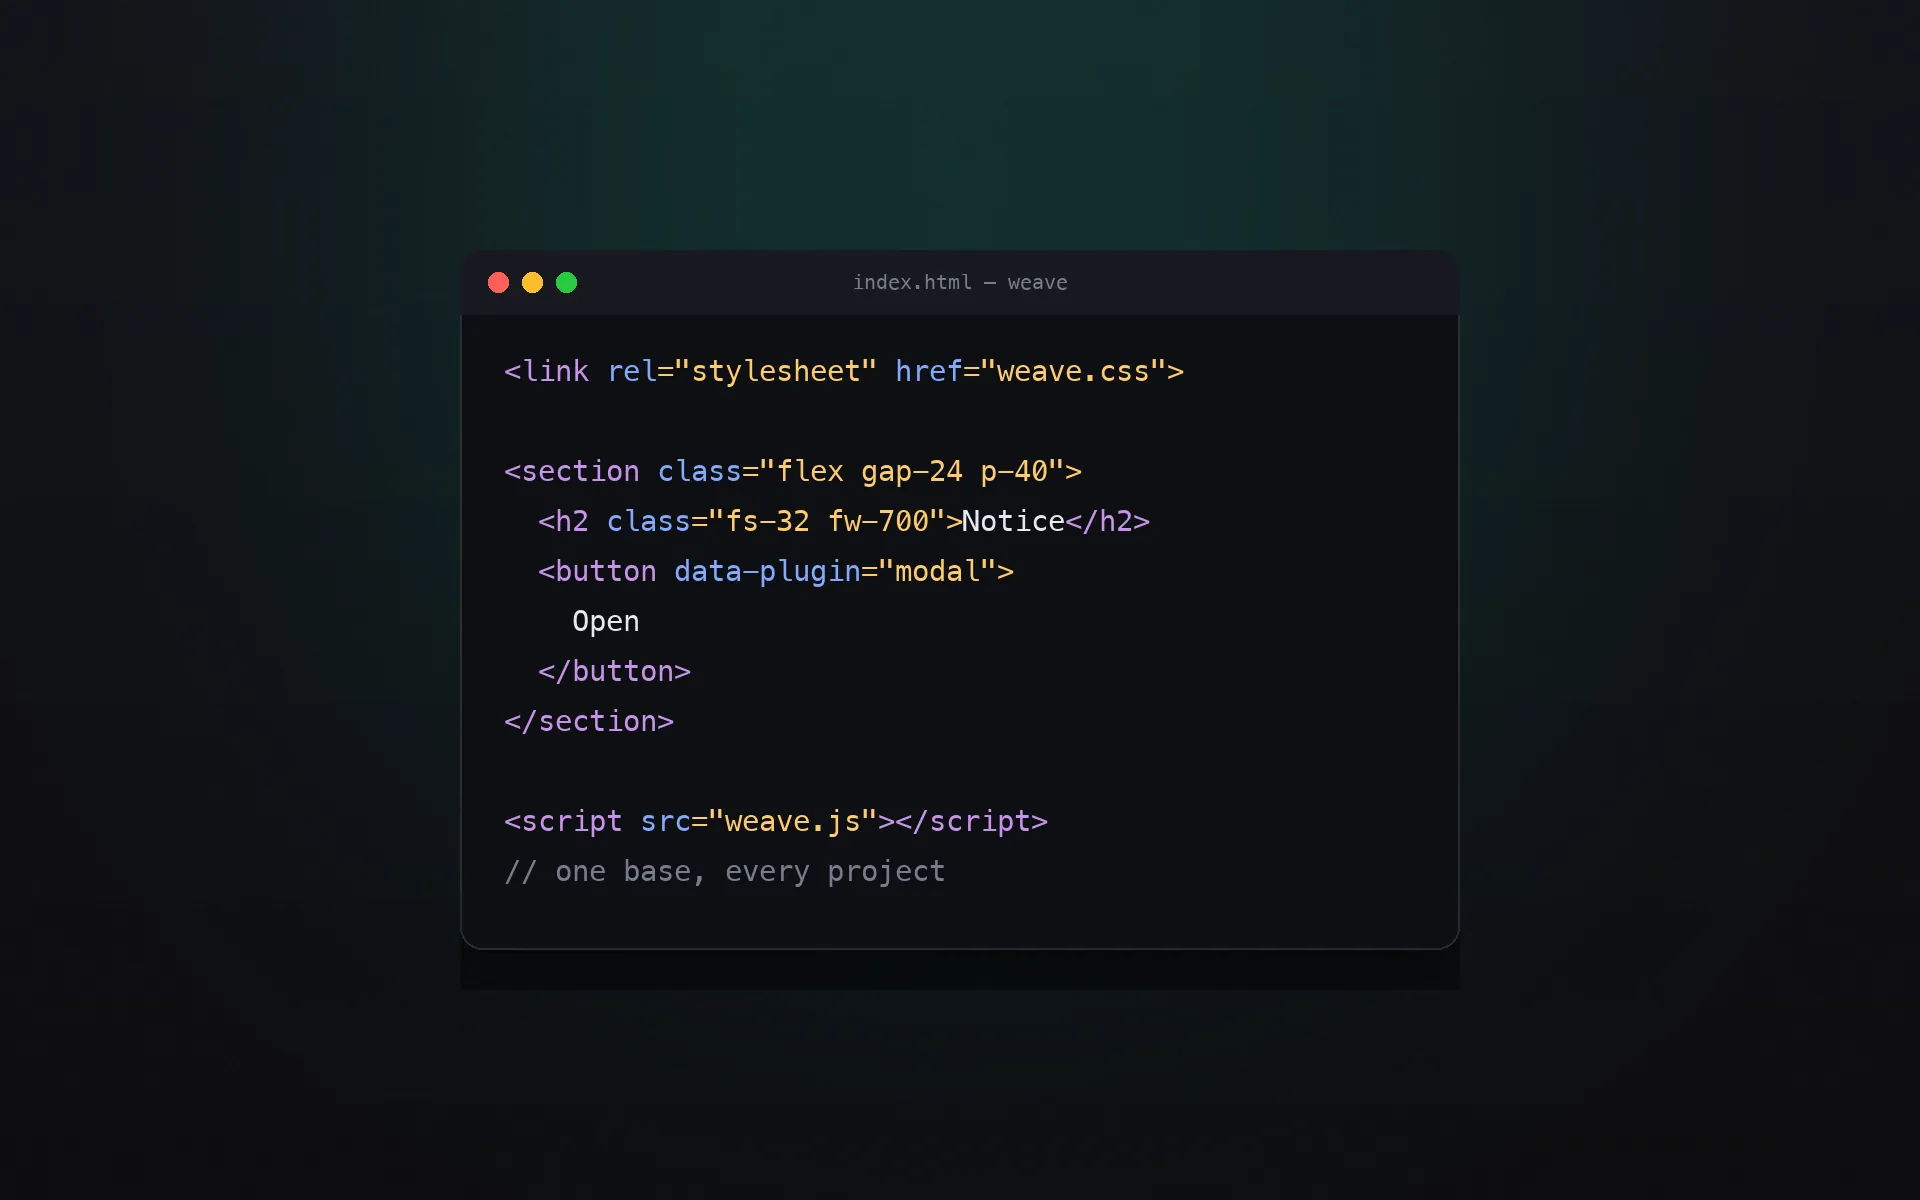 index.html — weave
<link rel="stylesheet" href="weave.css">
<section class="flex gap-24 p-40">
<h2 class="fs-32 fw-700">Notice</h2>
<button data-plugin="modal">
Open
</button>
</section>
<script src="weave.js"></script>
// one base, every project